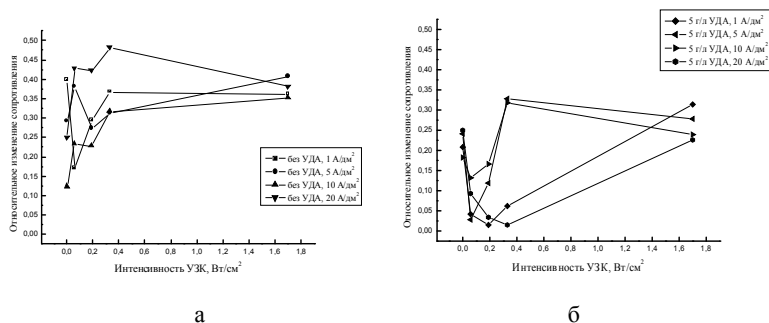 Относительное изменение сопротивления
0,50
0,45
0,40
0,35
0,30
0,25
0,20
0,15
0,10
0,05
0,00
без УДА, 1 А/дм²
без УДА, 5 А/дм²
без УДА, 10 А/дм²
без УДА, 20 А/дм²
0,0 0,2 0,4 0,6 0,8 1,0 1,2 1,4 1,6 1,8
Интенсивность УЗК, Вт/см²
а
5 г/л УДА, 1 А/дм²
5 г/л УДА, 5 А/дм²
5 г/л УДА, 10 А/дм²
5 г/л УДА, 20 А/дм²
Относительное изменение сопротивления
0,50
0,45
0,40
0,35
0,30
0,25
0,20
0,15
0,10
0,05
0,00
0,0 0,2 0,4 0,6 0,8 1,0 1,2 1,4 1,6 1,8
Интенсивность УЗК, Вт/см²
б